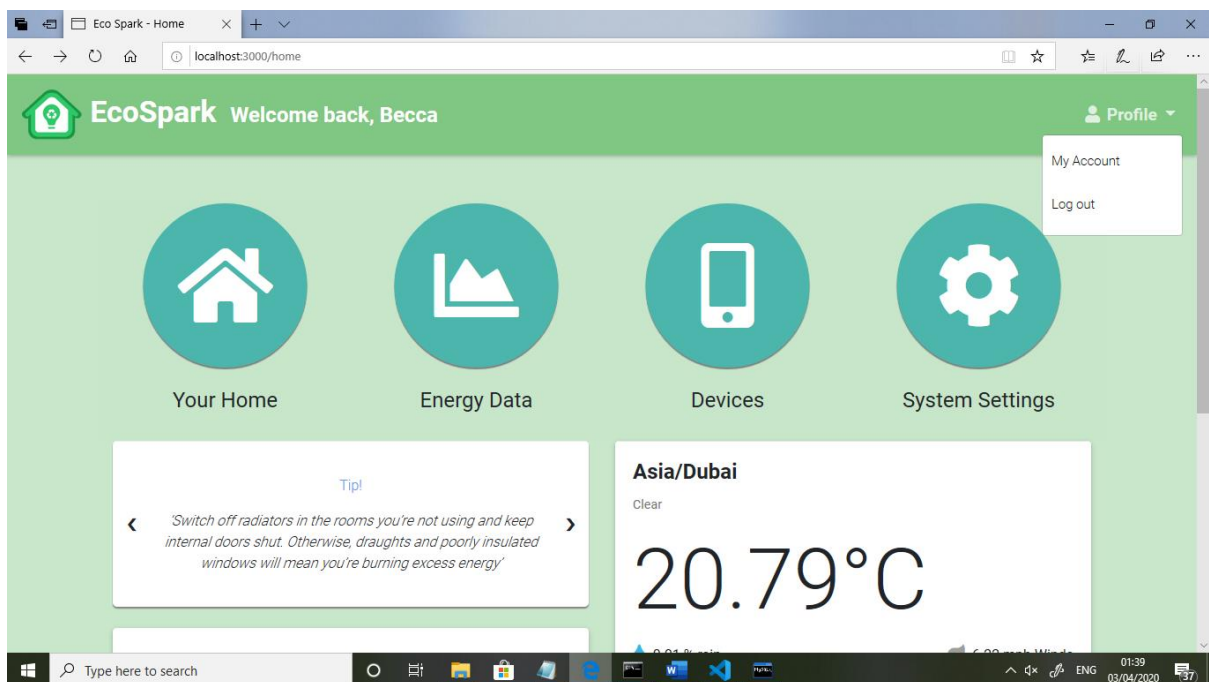 Eco Spark - Home
localhost:3000/home
EcoSpark Welcome back, Becca
Profile
My Account
Log out
Your Home
Energy Data
Devices
System Settings
Tip!
'Switch off radiators in the rooms you're not using and keep
internal doors shut. Otherwise, draughts and poorly insulated
windows will mean you're burning excess energy'
Asia/Dubai
Clear
20.79°C
Type here to search
ENG
01:39
03/04/2020
37